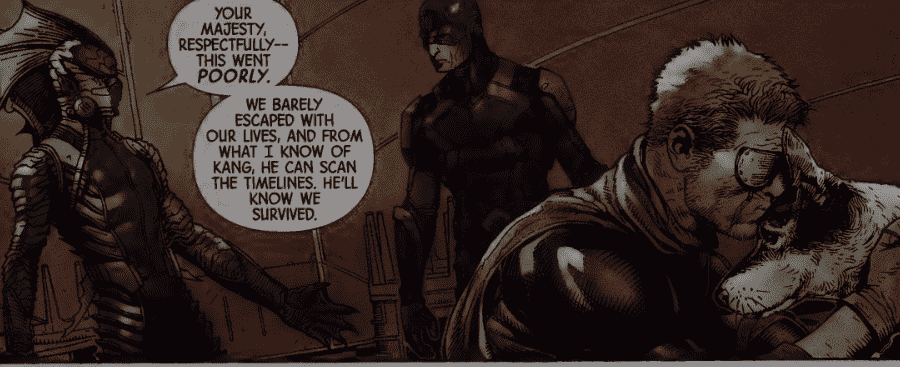 YOUR
MAJESTY,
RESPECTFULLY--
THIS WENT
POORLY.
WE BARELY
ESCAPED WITH
OUR LIVES, AND FROM
WHAT I KNOW OF
KANG, HE CAN SCAN
THE TIMELINES. HE'LL
KNOW WE
SURVIVED.